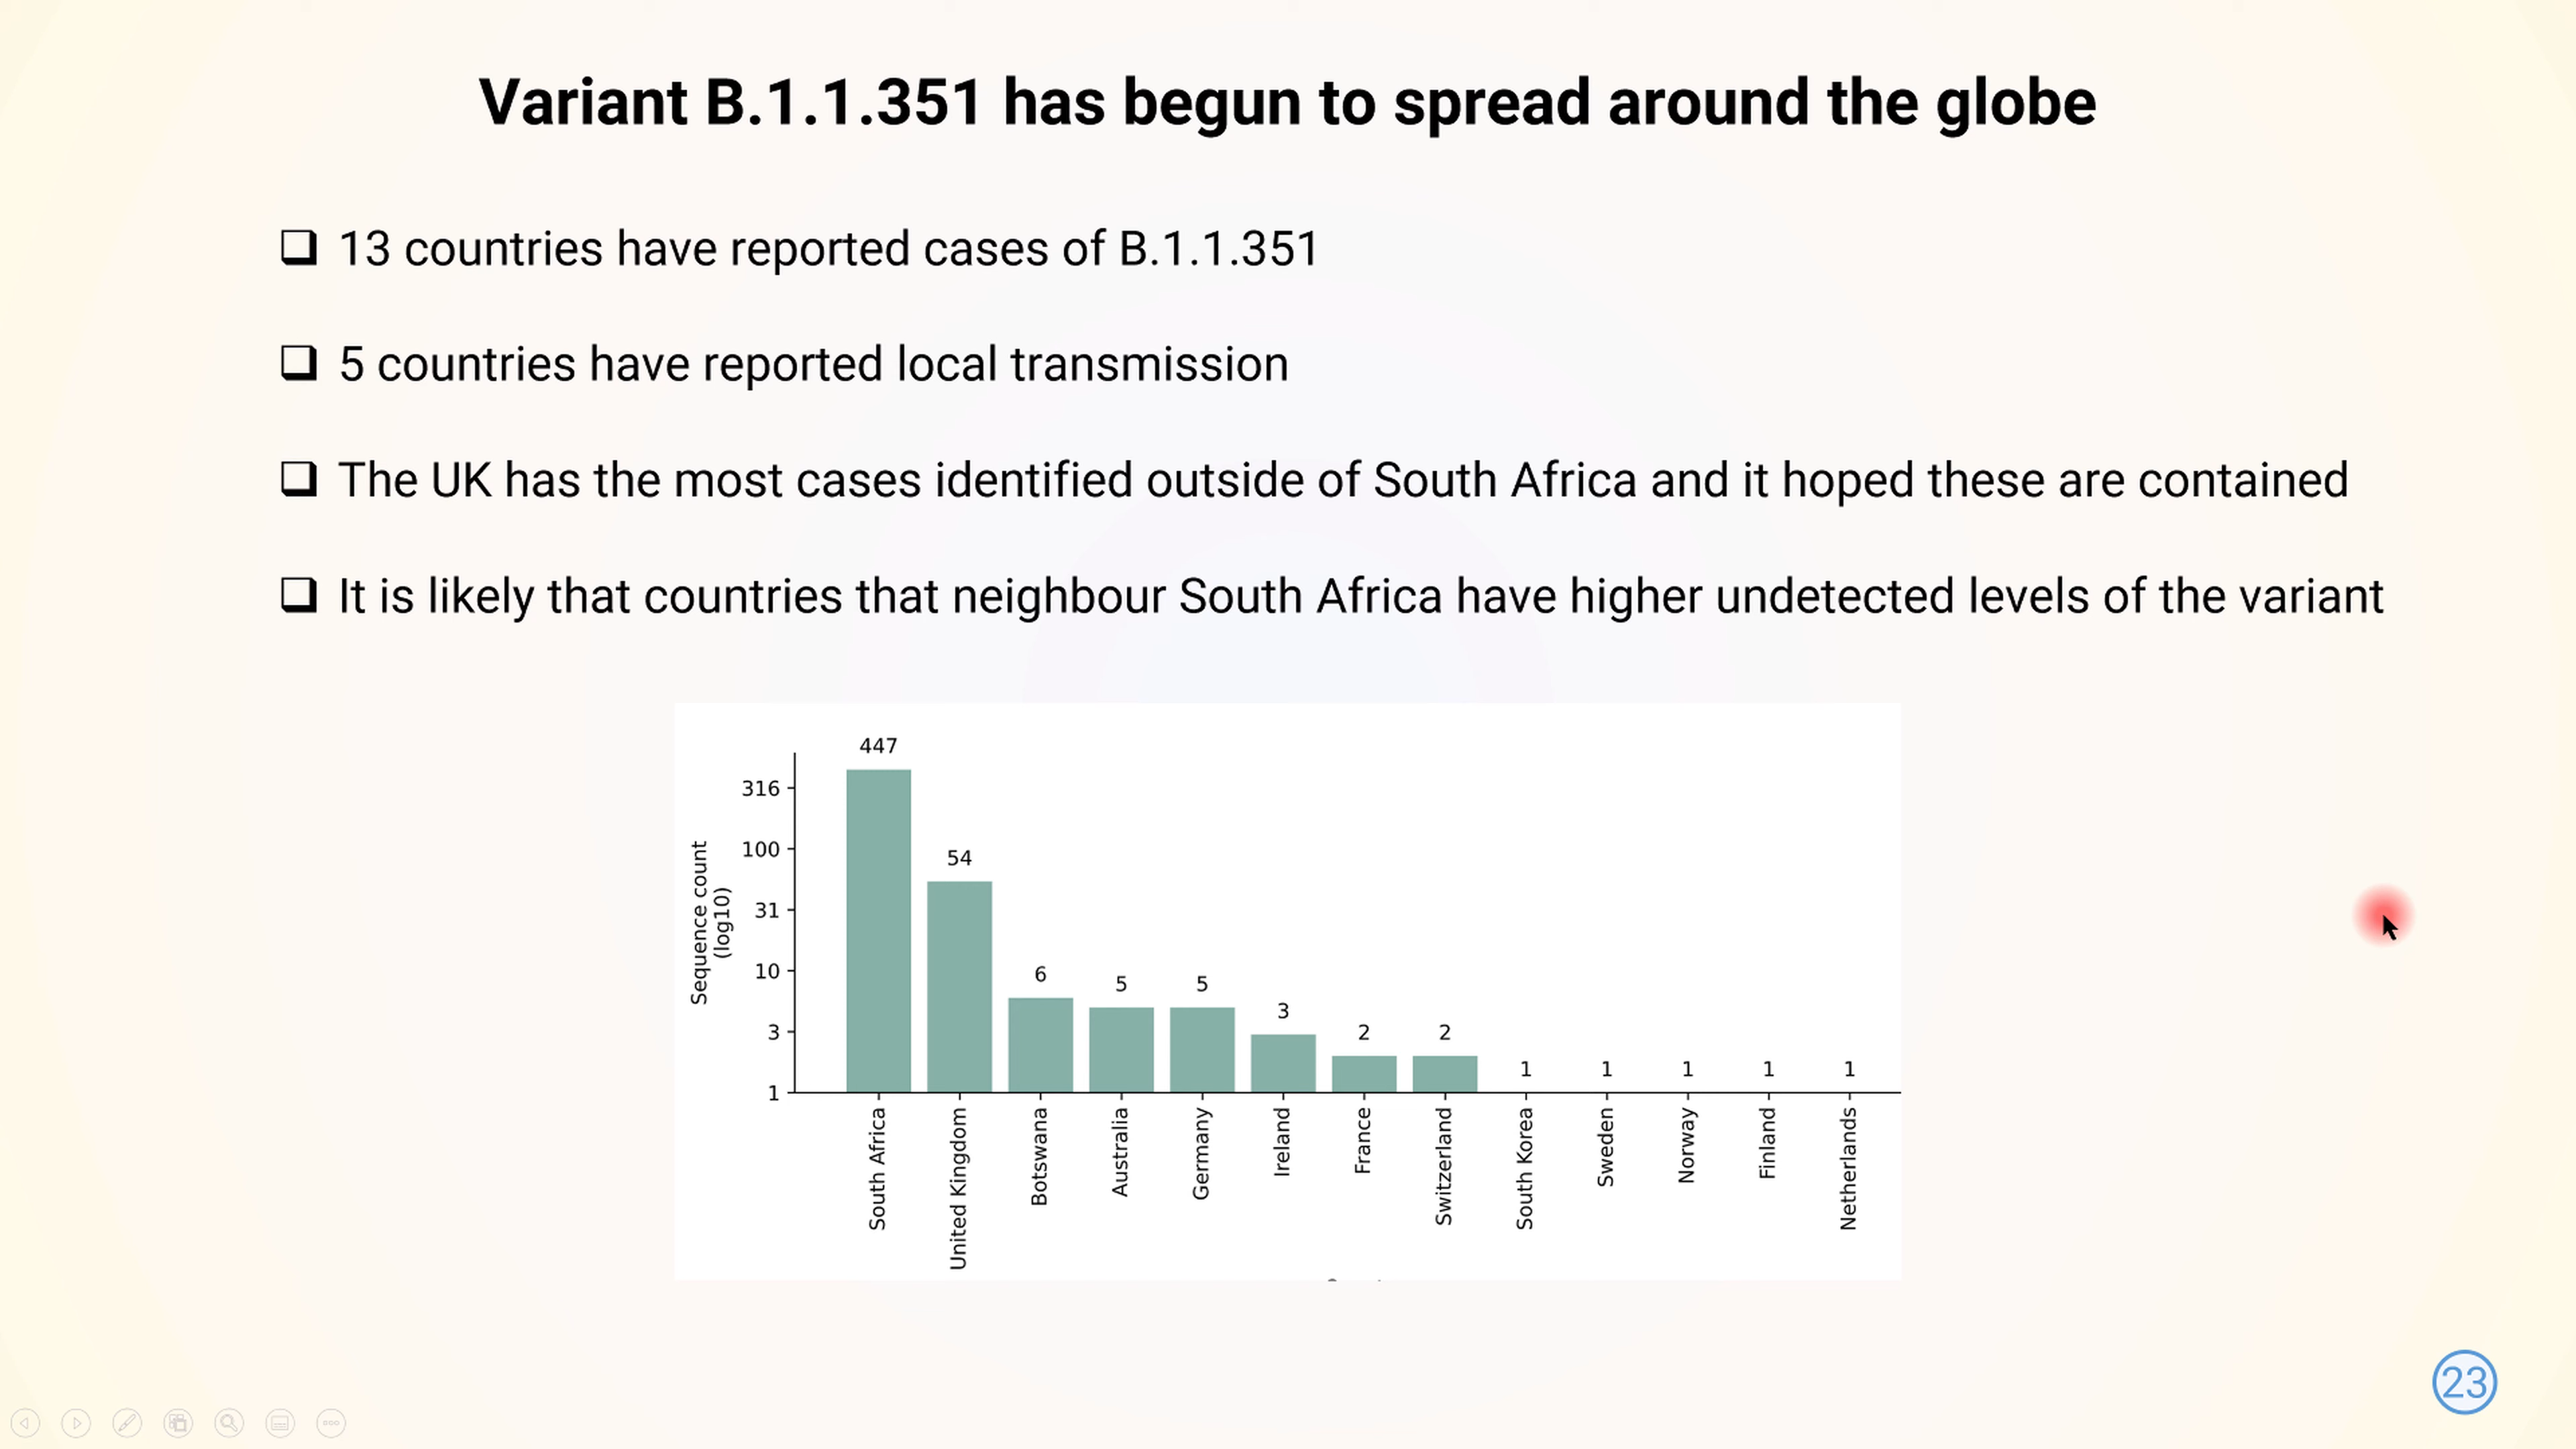 Variant B.1.1.351 has begun to spread around the globe
13 countries have reported cases of B.1.1.351
5 countries have reported local transmission
The UK has the most cases identified outside of South Africa and it hoped these are contained
It is likely that countries that neighbour South Africa have higher undetected levels of the variant
Sequence count
(log10)
316
100
31
10
3
1
447
54
6
5
5
3
2
2
1
1
1
1
1
South Africa
United Kingdom
Botswana
Australia
Germany
Ireland
France
Switzerland
South Korea
Sweden
Norway
Finland
Netherlands
23